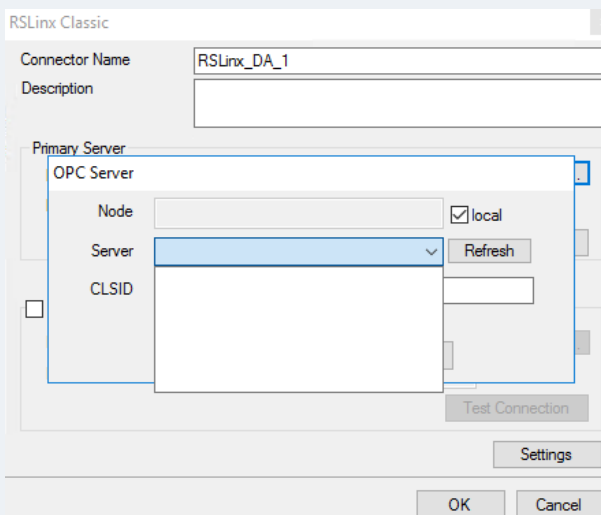 RSLinx Classic
Connector Name RSLinx_DA_1
Description
Primary Server
OPC Server
Node local
Server Refresh
CLSID
Test Connection
Settings
OK Cancel